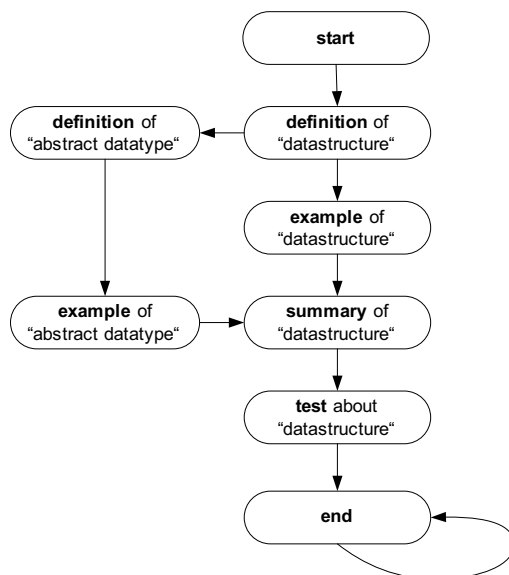 start
definition of
“abstract datatype“
definition of
“datastructure“
example of
“datastructure“
example of
“abstract datatype“
summary of
“datastructure“
test about
“datastructure“
end